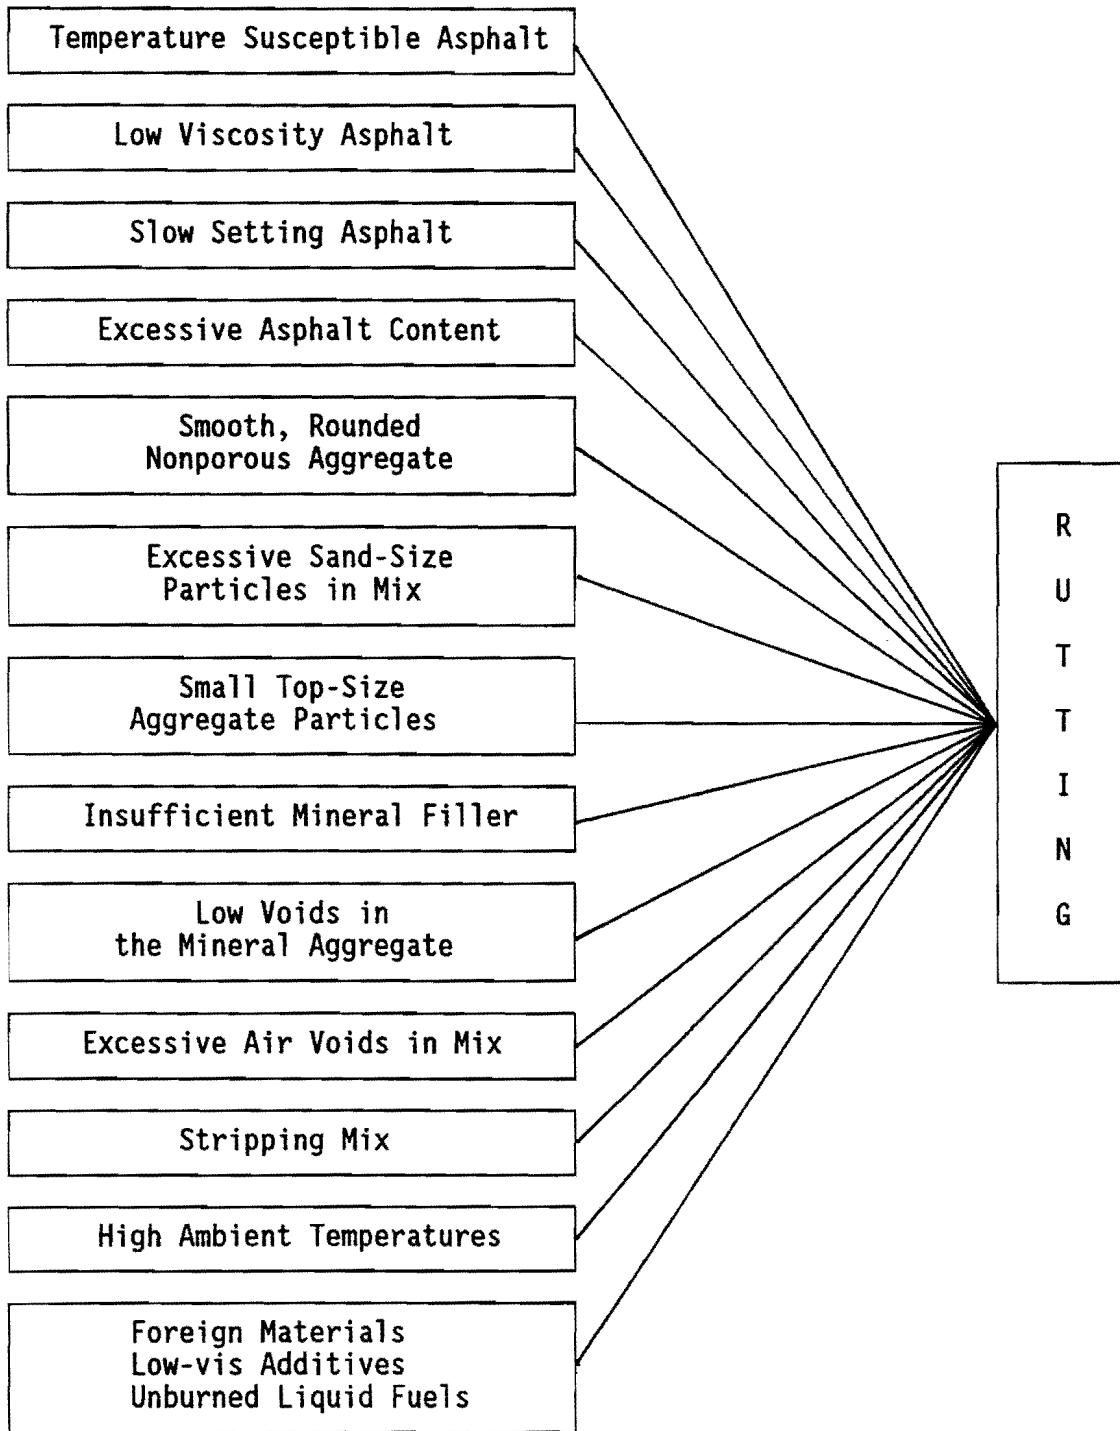 Temperature Susceptible Asphalt
Low Viscosity Asphalt
Slow Setting Asphalt
Excessive Asphalt Content
Smooth, Rounded
Nonporous Aggregate
Excessive Sand-Size
Particles in Mix
Small Top-Size
Aggregate Particles
Insufficient Mineral Filler
Low Voids in
the Mineral Aggregate
Excessive Air Voids in Mix
Stripping Mix
High Ambient Temperatures
Foreign Materials
Low-vis Additives
Unburned Liquid Fuels
R
U
T
T
I
N
G